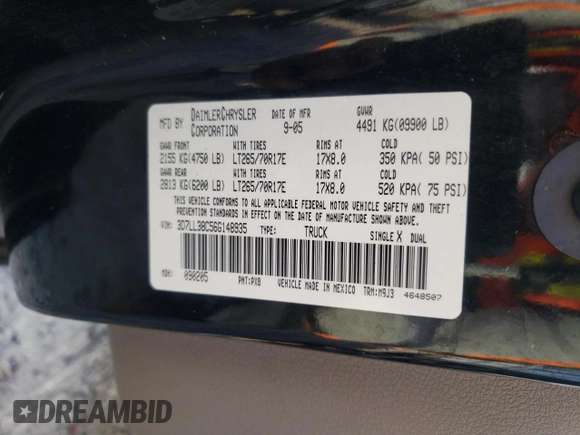 MFD BY DAIMLERCHRYSLER CORPORATION DATE OF MFR 9-05 GVWR 4491 KG(09900 LB)
GAWR FRONT WITH TIRES RIMS AT COLD
2155 KG(4750 LB) LT265/70R17E 17X8.0 350 KPA( 50 PSI)
GAWR REAR WITH TIRES RIMS AT COLD
2813 KG(6200 LB) LT265/70R17E 17X8.0 520 KPA( 75 PSI)
THIS VEHICLE CONFORMS TO ALL APPLICABLE FEDERAL MOTOR VEHICLE SAFETY AND THEFT
PREVENTION STANDARDS IN EFFECT ON THE DATE OF MANUFACTURE SHOWN ABOVE.
VIN: 3D7LL38C56G148935 TYPE: TRUCK SINGLE X DUAL
MDH: 090205 PNT:PX8 VEHICLE MADE IN MEXICO TRM:M9J3 4648507
DREAMBID